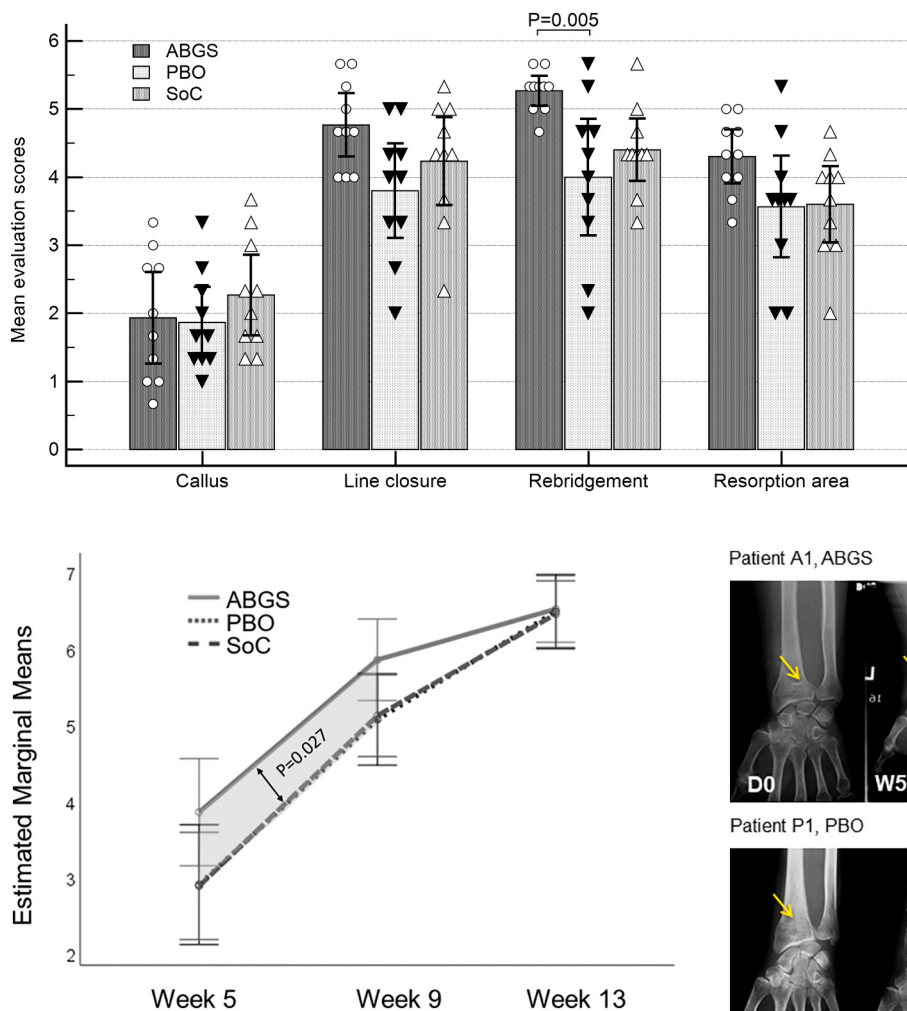 P=0.005
6
ABGS
PBO
SoC
5
4
3
2
1
0
Mean evaluation scores
Callus
Line closure
Rebridgement
Resorption area
7
ABGS
PBO
SoC
6
5
4
3
2
P=0.027
Estimated Marginal Means
Week 5
Week 9
Week 13
Patient A1, ABGS
L
16
D0
W5
Patient P1, PBO